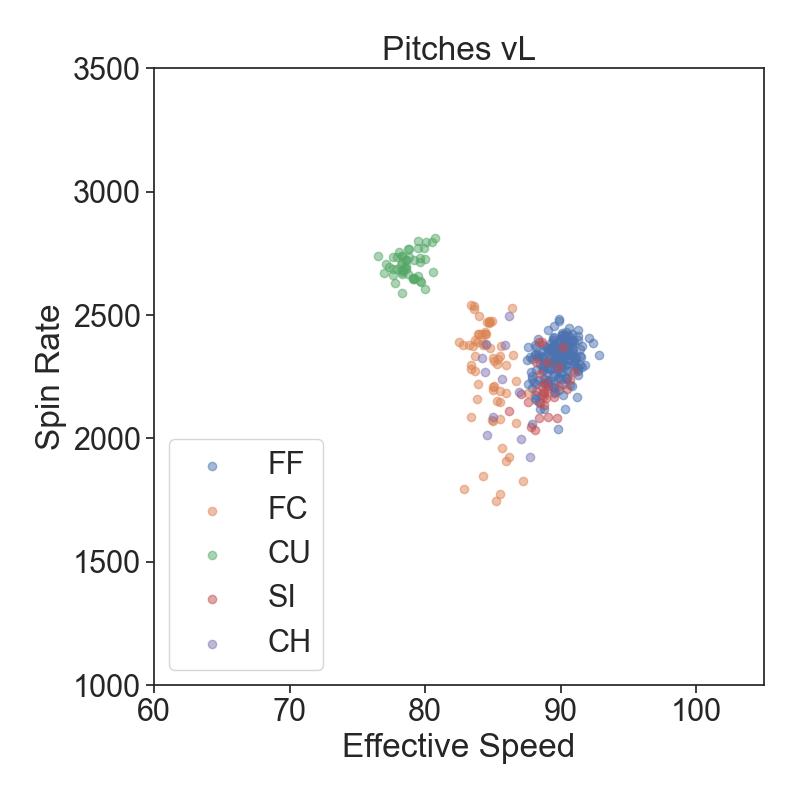 Pitches vL
3500
3000
2500
2000
1500
1000
Spin Rate
FF
FC
CU
SI
CH
60 70 80 90 100
Effective Speed